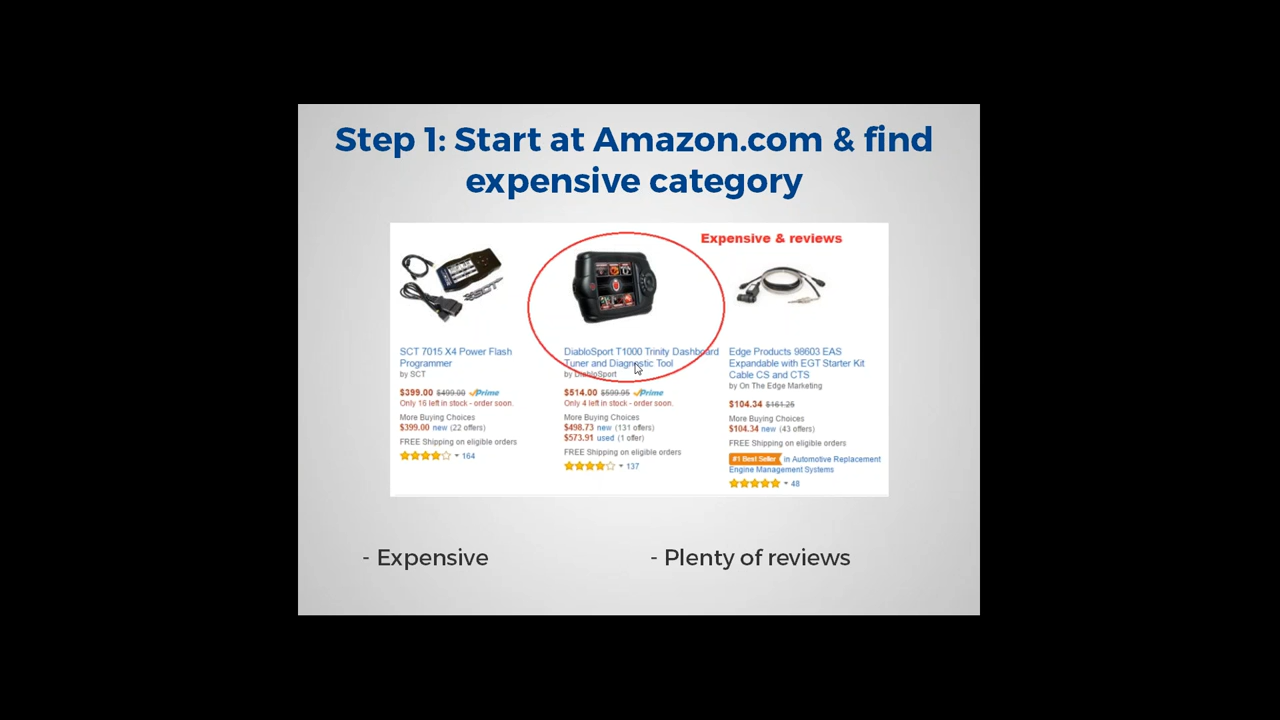 Step 1: Start at Amazon.com & find
expensive category
Expensive & reviews
SCT
SCT 7015 X4 Power Flash
Programmer
by SCT
$399.00 $499.00 Prime
Only 16 left in stock - order soon.
More Buying Choices
$399.00 new (22 offers)
FREE Shipping on eligible orders
164
DiabloSport T1000 Trinity Dashboard
Tuner and Diagnostic Tool
by DiabloSport
$514.00 $599.95 Prime
Only 4 left in stock - order soon.
More Buying Choices
$498.73 new (131 offers)
$573.91 used (1 offer)
FREE Shipping on eligible orders
137
Edge Products 98603 EAS
Expandable with EGT Starter Kit
Cable CS and CTS
by On The Edge Marketing
$104.34 $161.25
More Buying Choices
$104.34 new (43 offers)
FREE Shipping on eligible orders
#1 Best Seller in Automotive Replacement
Engine Management Systems
48
- Expensive
- Plenty of reviews